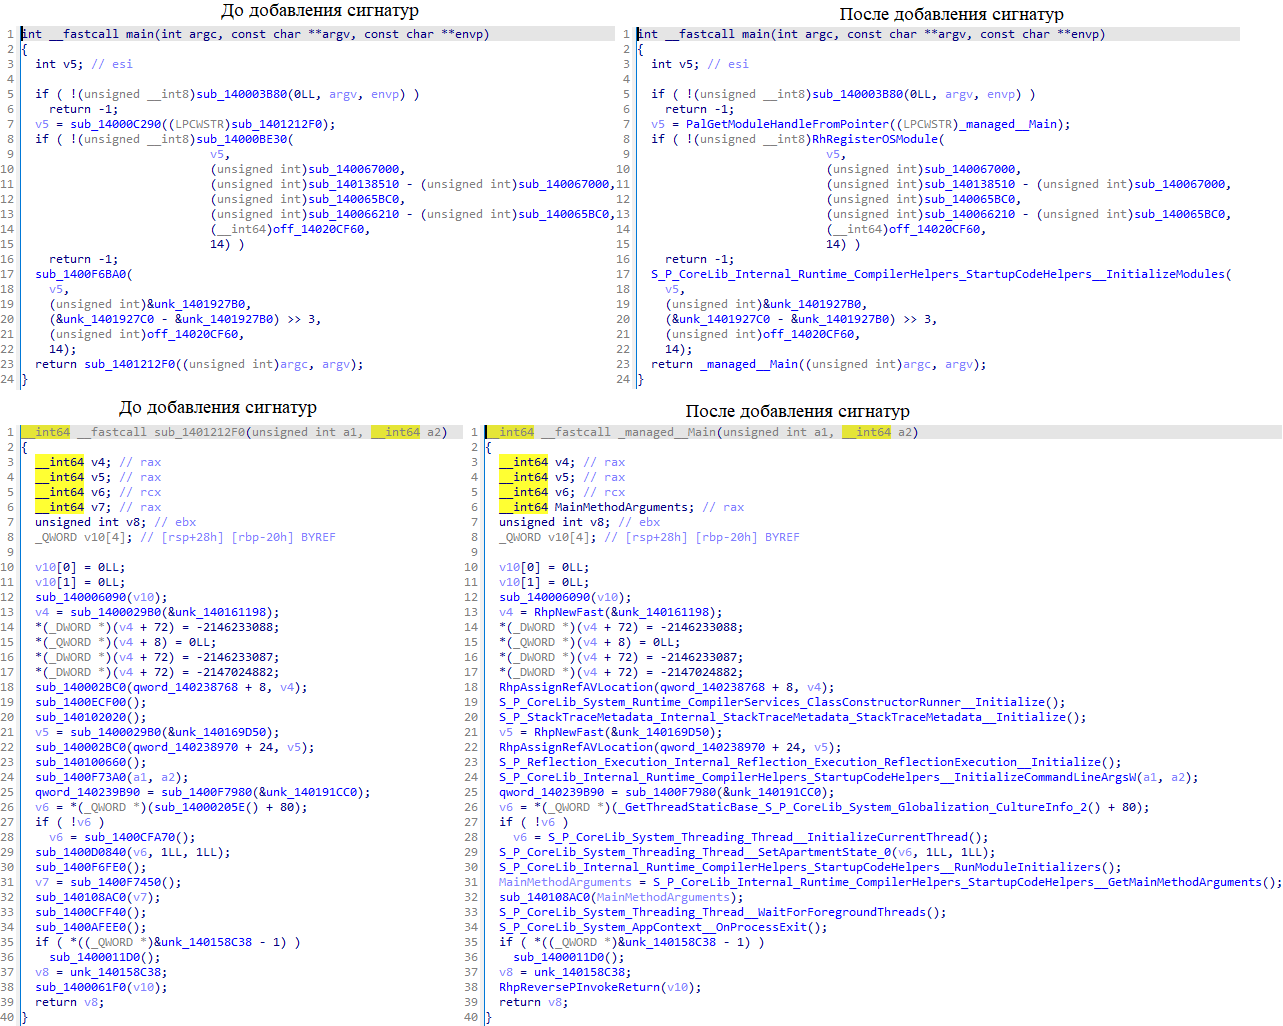 До добавления сигнатур
1 int __fastcall main(int argc, const char **argv, const char **envp)
2 {
3 int v5; // esi
4
5 if ( !(unsigned __int8)sub_140003B80(0LL, argv, envp) )
6 return -1;
7 v5 = sub_14000C290((LPCWSTR)sub_1401212F0);
8 if ( !(unsigned __int8)sub_14000BE30(
9 v5,
10 (unsigned int)sub_140067000,
11 (unsigned int)sub_140138510 - (unsigned int)sub_140067000,
12 (unsigned int)sub_140065BC0,
13 (unsigned int)sub_140066210 - (unsigned int)sub_140065BC0,
14 (__int64)off_14020CF60,
15 14) )
16 return -1;
17 sub_1400F6BA0(
18 v5,
19 (unsigned int)&unk_1401927B0,
20 (&unk_1401927C0 - &unk_1401927B0) >> 3,
21 (unsigned int)off_14020CF60,
22 14);
23 return sub_1401212F0((unsigned int)argc, argv);
24 }
После добавления сигнатур
1 int __fastcall main(int argc, const char **argv, const char **envp)
2 {
3 int v5; // esi
4
5 if ( !(unsigned __int8)sub_140003B80(0LL, argv, envp) )
6 return -1;
7 v5 = PalGetModuleHandleFromPointer((LPCWSTR)_managed__Main);
8 if ( !(unsigned __int8)RhRegisterOSModule(
9 v5,
10 (unsigned int)sub_140067000,
11 (unsigned int)sub_140138510 - (unsigned int)sub_140067000,
12 (unsigned int)sub_140065BC0,
13 (unsigned int)sub_140066210 - (unsigned int)sub_140065BC0,
14 (__int64)off_14020CF60,
15 14) )
16 return -1;
17 S_P_CoreLib_Internal_Runtime_CompilerHelpers_StartupCodeHelpers__InitializeModules(
18 v5,
19 (unsigned int)&unk_1401927B0,
20 (&unk_1401927C0 - &unk_1401927B0) >> 3,
21 (unsigned int)off_14020CF60,
22 14);
23 return _managed__Main((unsigned int)argc, argv);
24 }
До добавления сигнатур
1 __int64 __fastcall sub_1401212F0(unsigned int a1, __int64 a2)
2 {
3 __int64 v4; // rax
4 __int64 v5; // rax
5 __int64 v6; // rcx
6 __int64 v7; // rax
7 unsigned int v8; // ebx
8 _QWORD v10[4]; // [rsp+28h] [rbp-20h] BYREF
9
10 v10[0] = 0LL;
11 v10[1] = 0LL;
12 sub_140006090(v10);
13 v4 = sub_1400029B0(&unk_140161198);
14 *(_DWORD *)(v4 + 72) = -2146233088;
15 *(_QWORD *)(v4 + 8) = 0LL;
16 *(_DWORD *)(v4 + 72) = -2146233087;
17 *(_DWORD *)(v4 + 72) = -2147024882;
18 sub_140002BC0(qword_140238768 + 8, v4);
19 sub_1400ECF00();
20 sub_140102020();
21 v5 = sub_1400029B0(&unk_140169D50);
22 sub_140002BC0(qword_140238970 + 24, v5);
23 sub_140100660();
24 sub_1400F73A0(a1, a2);
25 qword_140239B90 = sub_1400F7980(&unk_140191CC0);
26 v6 = *(_QWORD *)(sub_14000205E() + 80);
27 if ( !v6 )
28 v6 = sub_1400CFA70();
29 sub_1400D0840(v6, 1LL, 1LL);
30 sub_1400F6FE0();
31 v7 = sub_1400F7450();
32 sub_140108AC0(v7);
33 sub_1400CFF40();
34 sub_1400AFEE0();
35 if ( *((_QWORD *)&unk_140158C38 - 1) )
36 sub_1400011D0();
37 v8 = unk_140158C38;
38 sub_1400061F0(v10);
39 return v8;
40 }
После добавления сигнатур
1 __int64 __fastcall _managed__Main(unsigned int a1, __int64 a2)
2 {
3 __int64 v4; // rax
4 __int64 v5; // rax
5 __int64 v6; // rcx
6 __int64 MainMethodArguments; // rax
7 unsigned int v8; // ebx
8 _QWORD v10[4]; // [rsp+28h] [rbp-20h] BYREF
9
10 v10[0] = 0LL;
11 v10[1] = 0LL;
12 sub_140006090(v10);
13 v4 = RhpNewFast(&unk_140161198);
14 *(_DWORD *)(v4 + 72) = -2146233088;
15 *(_QWORD *)(v4 + 8) = 0LL;
16 *(_DWORD *)(v4 + 72) = -2146233087;
17 *(_DWORD *)(v4 + 72) = -2147024882;
18 RhpAssignRefAVLocation(qword_140238768 + 8, v4);
19 S_P_CoreLib_System_Runtime_CompilerServices_ClassConstructorRunner__Initialize();
20 S_P_StackTraceMetadata_Internal_StackTraceMetadata_StackTraceMetadata__Initialize();
21 v5 = RhpNewFast(&unk_140169D50);
22 RhpAssignRefAVLocation(qword_140238970 + 24, v5);
23 S_P_Reflection_Execution_Internal_Reflection_Execution_ReflectionExecution__Initialize();
24 S_P_CoreLib_Internal_Runtime_CompilerHelpers_StartupCodeHelpers__InitializeCommandLineArgsW(a1, a2);
25 qword_140239B90 = sub_1400F7980(&unk_140191CC0);
26 v6 = *(_QWORD *)(_GetThreadStaticBase_S_P_CoreLib_System_Globalization_CultureInfo_2() + 80);
27 if ( !v6 )
28 v6 = S_P_CoreLib_System_Threading_Thread__InitializeCurrentThread();
29 S_P_CoreLib_System_Threading_Thread__SetApartmentState_0(v6, 1LL, 1LL);
30 S_P_CoreLib_Internal_Runtime_CompilerHelpers_StartupCodeHelpers__RunModuleInitializers();
31 MainMethodArguments = S_P_CoreLib_Internal_Runtime_CompilerHelpers_StartupCodeHelpers__GetMainMethodArguments();
32 sub_140108AC0(MainMethodArguments);
33 S_P_CoreLib_System_Threading_Thread__WaitForForegroundThreads();
34 S_P_CoreLib_System_AppContext__OnProcessExit();
35 if ( *((_QWORD *)&unk_140158C38 - 1) )
36 sub_1400011D0();
37 v8 = unk_140158C38;
38 RhpReversePInvokeReturn(v10);
39 return v8;
40 }